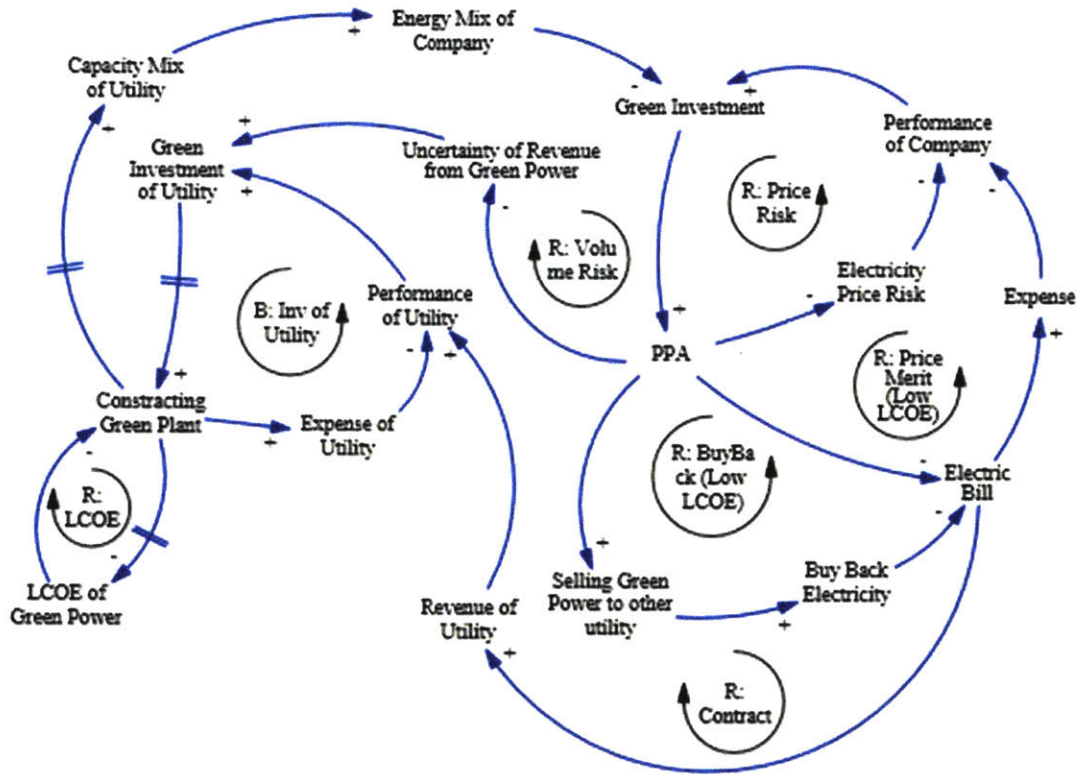 Energy Mix of
Company
Capacity Mix
of Utility
+
+
-
+
Green Investment
Performance
of Company
+
Green
Investment
of Utility
+
Uncertainty of Revenue
from Green Power
-
R: Price
Risk
-
-
R: Volu
me Risk
Electricity
Price Risk
-
Expense
B: Inv of
Utility
Performance
of Utility
-
+
+
PPA
+
R: Price
Merit
(Low
LCOE)
+
Constracting
Green Plant
-
+
Expense of
Utility
R: BuyBa
ck (Low
LCOE)
-
Electric
Bill
-
R:
LCOE
-
LCOE of
Green Power
+
Selling Green
Power to other
utility
+
Buy Back
Electricity
Revenue of
Utility
+
R:
Contract